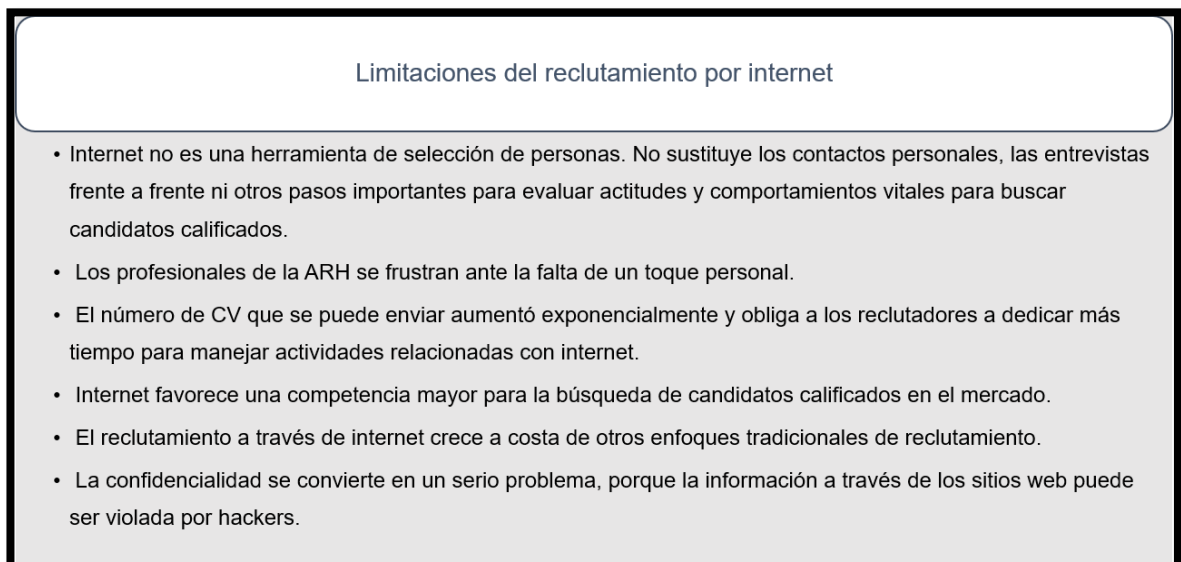 Limitaciones del reclutamiento por internet
• Internet no es una herramienta de selección de personas. No sustituye los contactos personales, las entrevistas
frente a frente ni otros pasos importantes para evaluar actitudes y comportamientos vitales para buscar
candidatos calificados.
• Los profesionales de la ARH se frustran ante la falta de un toque personal.
• El número de CV que se puede enviar aumentó exponencialmente y obliga a los reclutadores a dedicar más
tiempo para manejar actividades relacionadas con internet.
• Internet favorece una competencia mayor para la búsqueda de candidatos calificados en el mercado.
• El reclutamiento a través de internet crece a costa de otros enfoques tradicionales de reclutamiento.
• La confidencialidad se convierte en un serio problema, porque la información a través de los sitios web puede
ser violada por hackers.